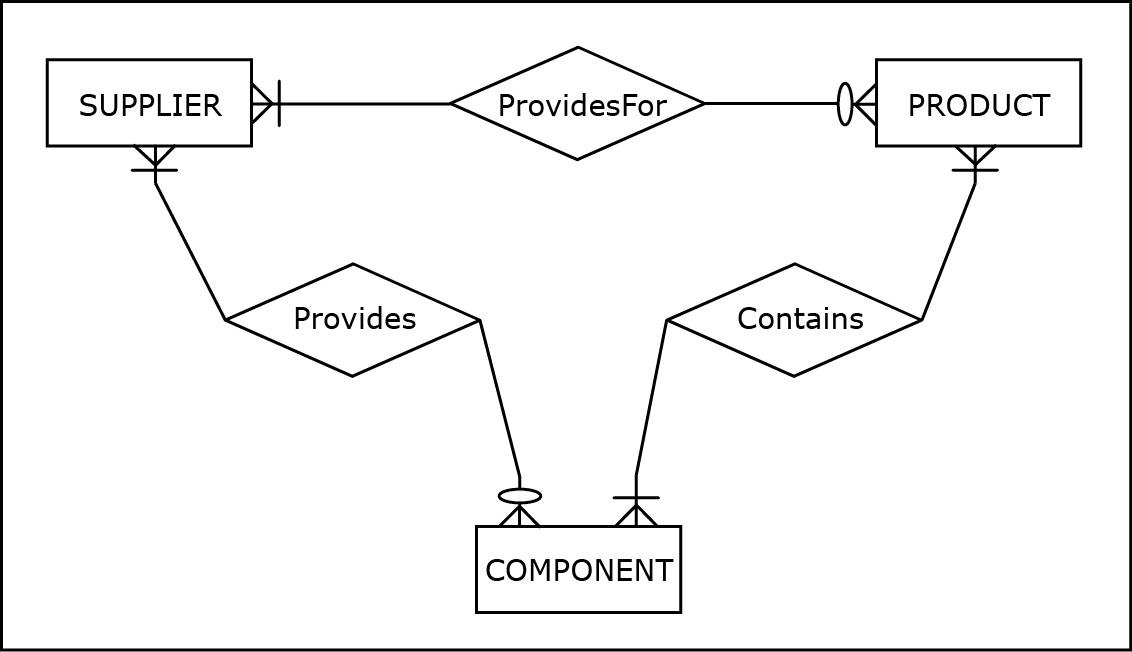 SUPPLIER
ProvidesFor
PRODUCT
Provides
Contains
COMPONENT